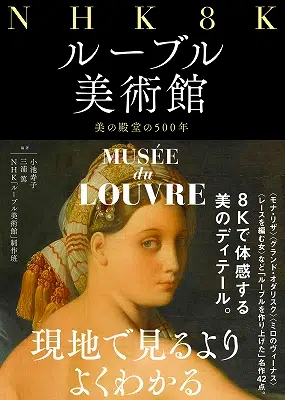 NHK8K
ルーブル
美術館
美の殿堂の500年
編著
小池寿子
三浦篤
NHK「ルーブル美術館」制作班
MUSÉE
du
LOUVRE
〈モナ・リザ〉〈グランド・オダリスク〉〈ミロのヴィーナス〉
〈レースを編む女〉など「ルーブルを作り上げた」名作42点。
8Kで体感する
美のディテール。
現地で見るより
よくわかる